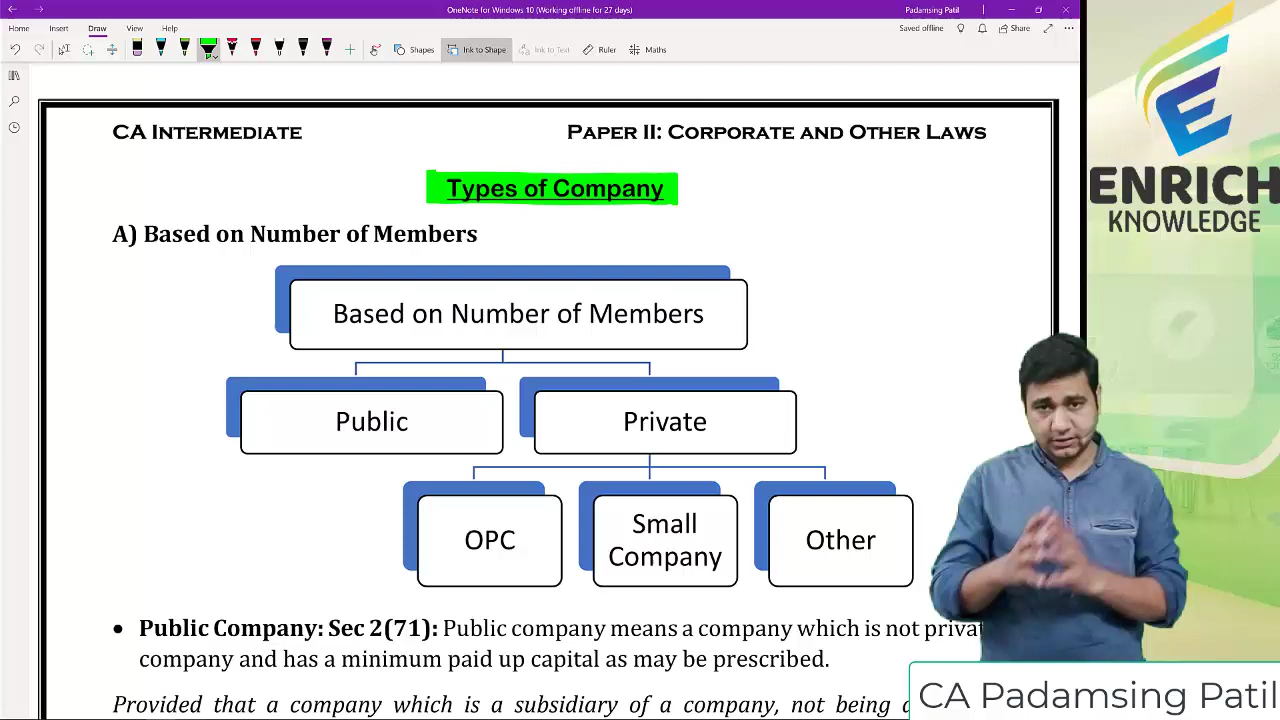 OneNote for Windows 10 (Working offline for 27 days)
Padamsing Patil
Home Insert Draw View Help
Saved offline
Share
Shapes
Ink to Shape
Ink to Text
Ruler
Maths
CA Intermediate
Paper II: Corporate and Other Laws
Types of Company
A) Based on Number of Members
Based on Number of Members
Public
Private
OPC
Small
Company
Other
• Public Company: Sec 2(71): Public company means a company which is not
company and has a minimum paid up capital as may be prescribed.
Provided that a company which is a subsidiary of a company, not being
ENRICH
KNOWLEDGE
CA Padamsing Patil